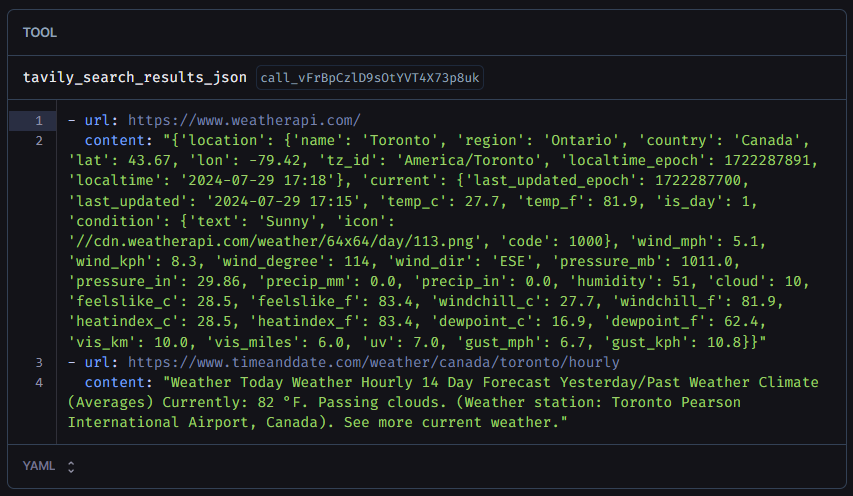 TOOL
tavily_search_results_json call_vFrBpCzlD9sOtYVT4X73p8uk
1 - url: https://www.weatherapi.com/
2 content: "{'location': {'name': 'Toronto', 'region': 'Ontario', 'country': 'Canada',
'lat': 43.67, 'lon': -79.42, 'tz_id': 'America/Toronto', 'localtime_epoch': 1722287891,
'localtime': '2024-07-29 17:18'}, 'current': {'last_updated_epoch': 1722287700,
'last_updated': '2024-07-29 17:15', 'temp_c': 27.7, 'temp_f': 81.9, 'is_day': 1,
'condition': {'text': 'Sunny', 'icon':
'//cdn.weatherapi.com/weather/64x64/day/113.png', 'code': 1000}, 'wind_mph': 5.1,
'wind_kph': 8.3, 'wind_degree': 114, 'wind_dir': 'ESE', 'pressure_mb': 1011.0,
'pressure_in': 29.86, 'precip_mm': 0.0, 'precip_in': 0.0, 'humidity': 51, 'cloud': 10,
'feelslike_c': 28.5, 'feelslike_f': 83.4, 'windchill_c': 27.7, 'windchill_f': 81.9,
'heatindex_c': 28.5, 'heatindex_f': 83.4, 'dewpoint_c': 16.9, 'dewpoint_f': 62.4,
'vis_km': 10.0, 'vis_miles': 6.0, 'uv': 7.0, 'gust_mph': 6.7, 'gust_kph': 10.8}}"
3 - url: https://www.timeanddate.com/weather/canada/toronto/hourly
4 content: "Weather Today Weather Hourly 14 Day Forecast Yesterday/Past Weather Climate
(Averages) Currently: 82 °F. Passing clouds. (Weather station: Toronto Pearson
International Airport, Canada). See more current weather."
YAML